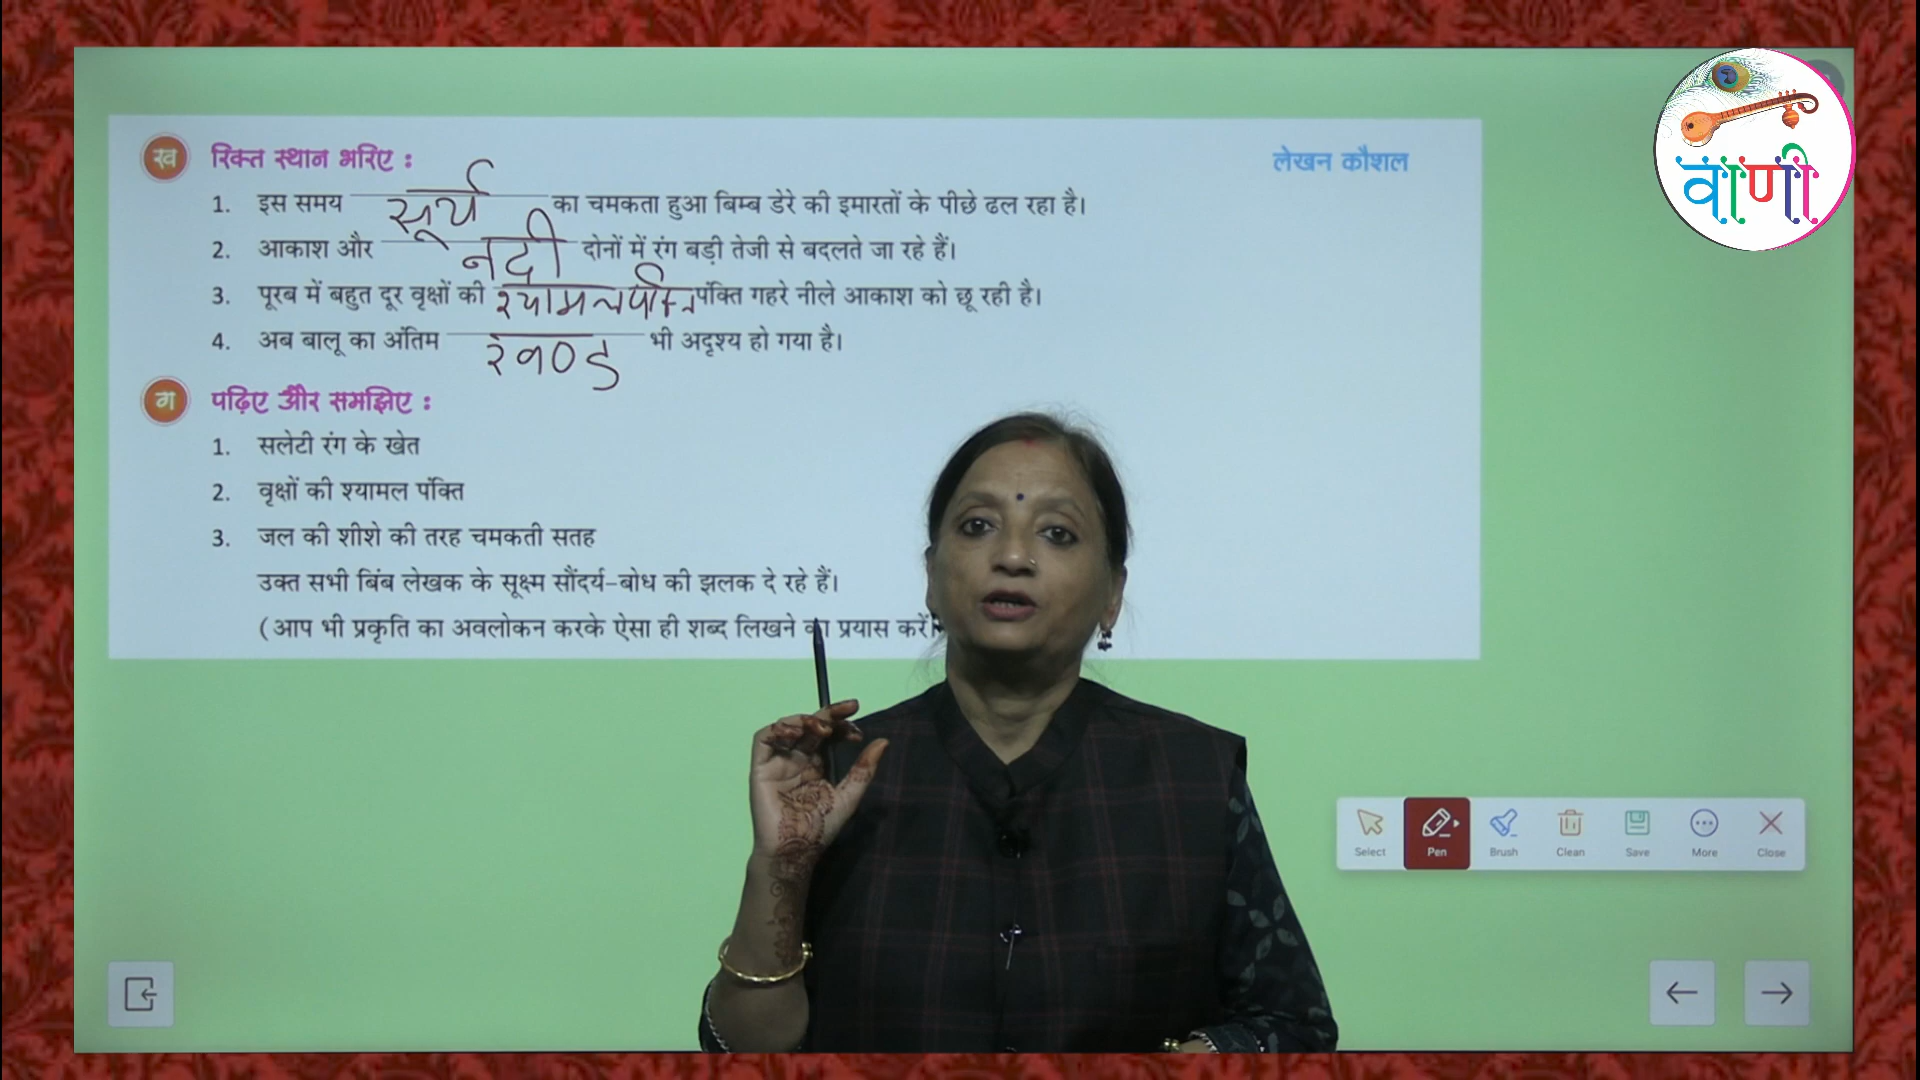 वाणी
ख रिक्त स्थान भरिए :
लेखन कौशल
1. इस समय सूर्य का चमकता हुआ बिम्ब डेरे की इमारतों के पीछे ढल रहा है।
2. आकाश और नदी दोनों में रंग बड़ी तेजी से बदलते जा रहे हैं।
3. पूरब में बहुत दूर वृक्षों की श्यामल पंक्ति गहरे नीले आकाश को छू रही है।
4. अब बालू का अंतिम खण्ड भी अदृश्य हो गया है।
ग पढ़िए और समझिए :
1. सलेटी रंग के खेत
2. वृक्षों की श्यामल पंक्ति
3. जल की शीशे की तरह चमकती सतह
उक्त सभी बिंब लेखक के सूक्ष्म सौंदर्य-बोध की झलक दे रहे हैं।
(आप भी प्रकृति का अवलोकन करके ऐसा ही शब्द लिखने का प्रयास करें
Select Pen Brush Clean Save More Close